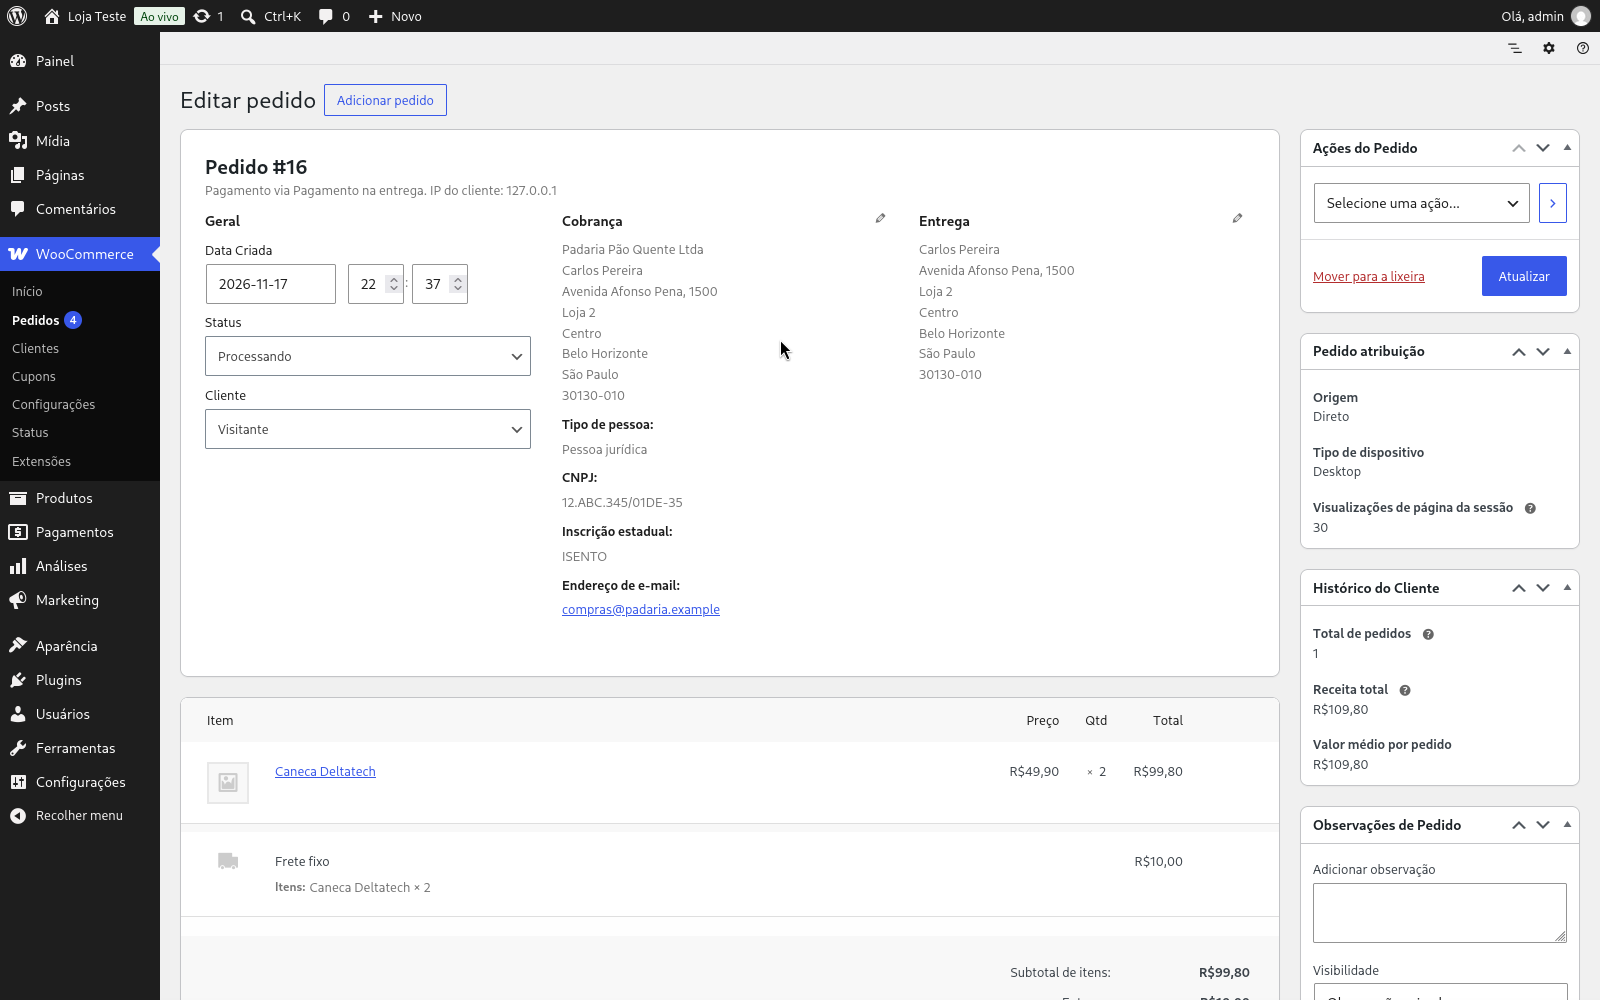 Loja Teste
Ao vivo
1
Ctrl+K
0
Novo
Olá, admin
Painel
Posts
Mídia
Páginas
Comentários
WooCommerce
Início
Pedidos 4
Clientes
Cupons
Configurações
Status
Extensões
Produtos
Pagamentos
Análises
Marketing
Aparência
Plugins
Usuários
Ferramentas
Configurações
Recolher menu
Editar pedido
Adicionar pedido
Pedido #16
Pagamento via Pagamento na entrega. IP do cliente: 127.0.0.1
Geral
Data Criada
2026-11-17
22 : 37
Status
Processando
Cliente
Visitante
Cobrança
Padaria Pão Quente Ltda
Carlos Pereira
Avenida Afonso Pena, 1500
Loja 2
Centro
Belo Horizonte
São Paulo
30130-010
Tipo de pessoa:
Pessoa jurídica
CNPJ:
12.ABC.345/01DE-35
Inscrição estadual:
ISENTO
Endereço de e-mail:
compras@padaria.example
Entrega
Carlos Pereira
Avenida Afonso Pena, 1500
Loja 2
Centro
Belo Horizonte
São Paulo
30130-010
Item Preço Qtd Total
Caneca Deltatech R$49,90 × 2 R$99,80
Frete fixo R$10,00
Itens: Caneca Deltatech × 2
Subtotal de itens: R$99,80
Ações do Pedido
Selecione uma ação...
Mover para a lixeira
Atualizar
Pedido atribuição
Origem
Direto
Tipo de dispositivo
Desktop
Visualizações de página da sessão
30
Histórico do Cliente
Total de pedidos
1
Receita total
R$109,80
Valor médio por pedido
R$109,80
Observações de Pedido
Adicionar observação
Visibilidade